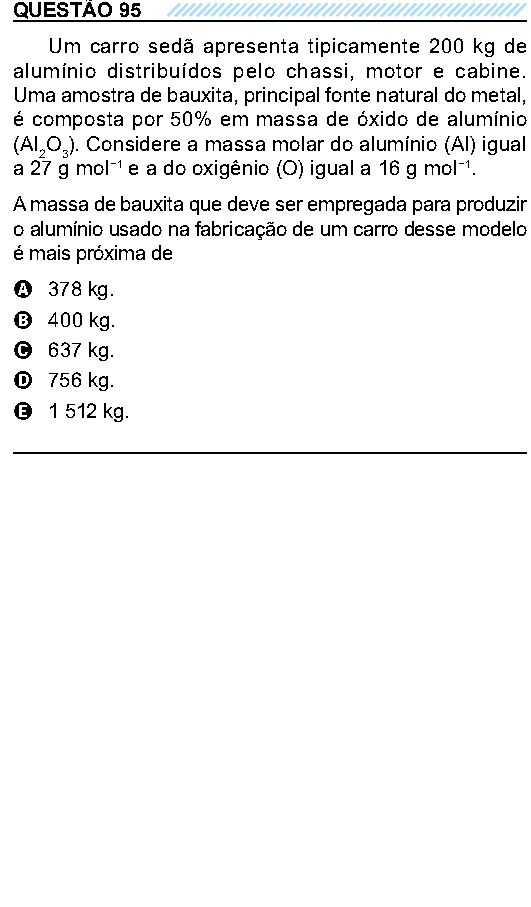 QUESTÃO 95
Um carro sedã apresenta tipicamente 200 kg de
alumínio distribuídos pelo chassi, motor e cabine.
Uma amostra de bauxita, principal fonte natural do metal,
é composta por 50% em massa de óxido de alumínio
(Al₂O₃). Considere a massa molar do alumínio (Al) igual
a 27 g mol⁻¹ e a do oxigênio (O) igual a 16 g mol⁻¹.
A massa de bauxita que deve ser empregada para produzir
o alumínio usado na fabricação de um carro desse modelo
é mais próxima de
A 378 kg.
B 400 kg.
C 637 kg.
D 756 kg.
E 1 512 kg.